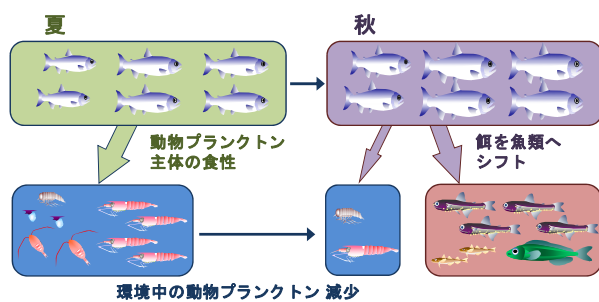 夏
秋
動物プランクトン
主体の食性
餌を魚類へ
シフト
環境中の動物プランクトン 減少